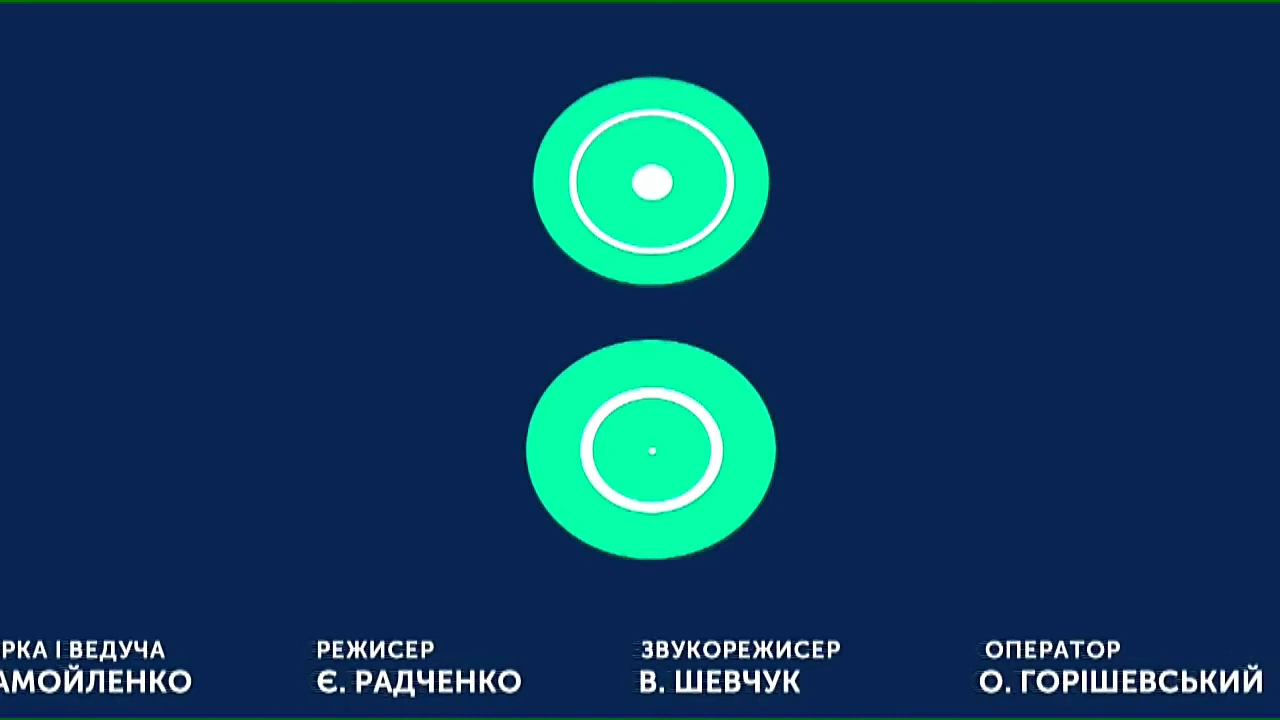 РКА І ВЕДУЧА
АМОЙЛЕНКО
РЕЖИСЕР
Є. РАДЧЕНКО
ЗВУКОРЕЖИСЕР
В. ШЕВЧУК
ОПЕРАТОР
О. ГОРІШЕВСЬКИЙ